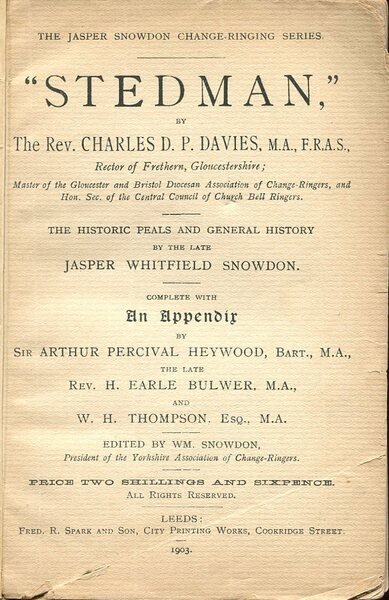 THE JASPER SNOWDON CHANGE-RINGING SERIES.
"STEDMAN,"
BY
The Rev. CHARLES D. P. DAVIES, M.A., F.R.A.S.,
Rector of Frethern, Gloucestershire;
Master of the Gloucester and Bristol Diocesan Association of Change-Ringers, and
Hon. Sec. of the Central Council of Church Bell Ringers.
THE HISTORIC PEALS AND GENERAL HISTORY
BY THE LATE
JASPER WHITFIELD SNOWDON.
COMPLETE WITH
An Appendix
BY
SIR ARTHUR PERCIVAL HEYWOOD, BART., M.A.,
THE LATE
REV. H. EARLE BULWER, M.A.,
AND
W. H. THOMPSON, ESQ., M.A.
EDITED BY WM. SNOWDON,
President of the Yorkshire Association of Change-Ringers.
PRICE TWO SHILLINGS AND SIXPENCE.
ALL RIGHTS RESERVED.
LEEDS:
FRED. R. SPARK AND SON, CITY PRINTING WORKS, COOKRIDGE STREET.
1903.